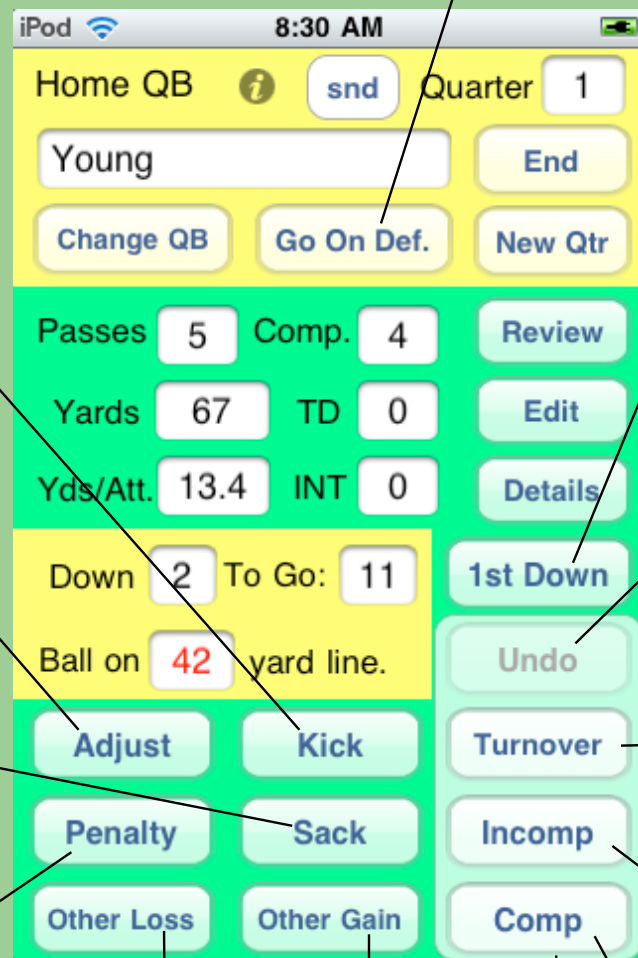 iPod 8:30 AM
Home QB i snd Quarter 1
Young End
Change QB Go On Def. New Qtr
Passes 5 Comp. 4 Review
Yards 67 TD 0 Edit
Yds/Att. 13.4 INT 0 Details
Down 2 To Go: 11 1st Down
Ball on 42 yard line. Undo
Adjust Kick Turnover
Penalty Sack Incomp
Other Loss Other Gain Comp